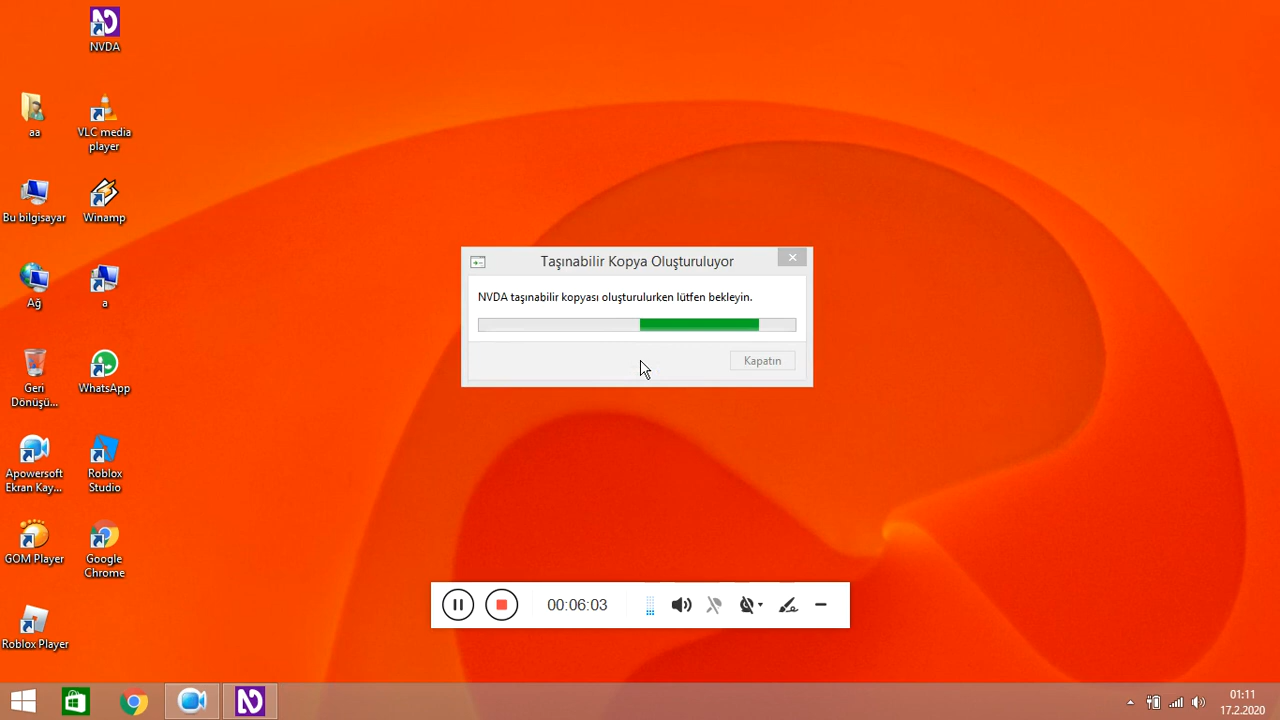 NVDA
aa
VLC media
player
Bu bilgisayar
Winamp
Ağ
a
Geri
Dönüşü...
WhatsApp
Apowersoft
Ekran Kay...
Roblox
Studio
GOM Player
Google
Chrome
Roblox Player
Taşınabilir Kopya Oluşturuluyor
NVDA taşınabilir kopyası oluşturulurken lütfen bekleyin.
Kapatın
00:06:03
01:11
17.2.2020